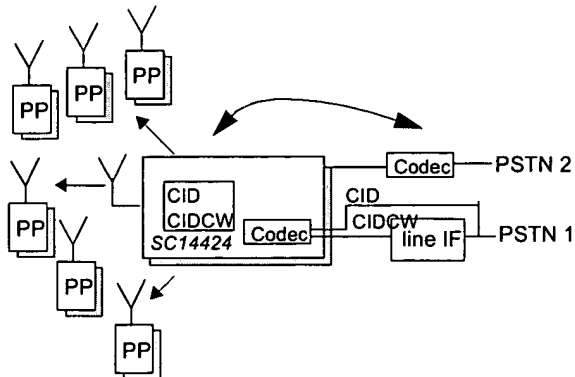 PP
PP
PP
PP
PP
PP
CID
CIDCW
SC14424
Codec
Codec
PSTN 2
CID
CIDCW
line IF
PSTN 1